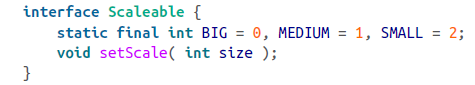 interface Scaleable {
    static final int BIG = 0, MEDIUM = 1, SMALL = 2;
    void setScale( int size );
}